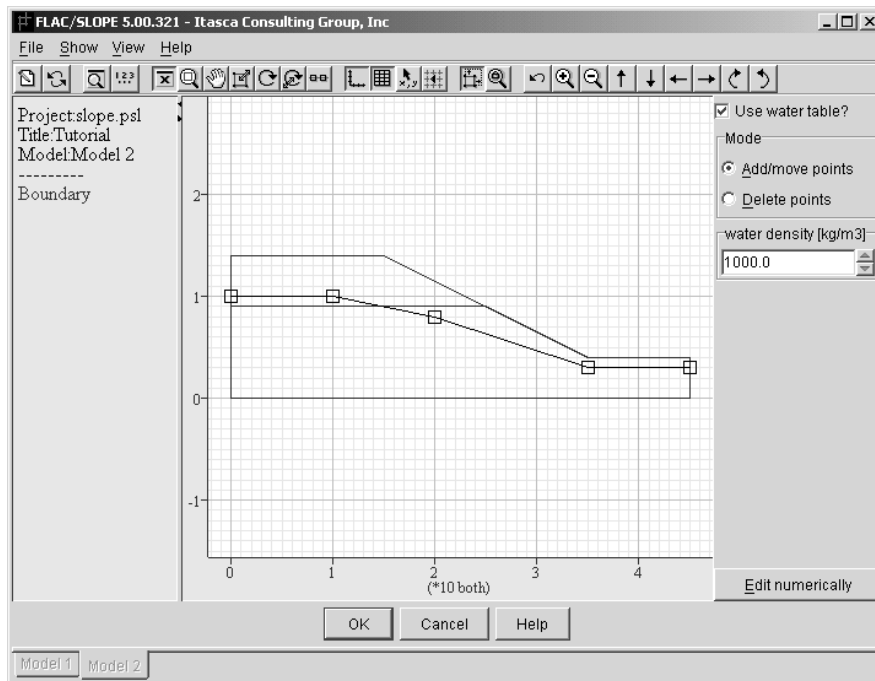 FLAC/SLOPE 5.00.321 - Itasca Consulting Group, Inc
File Show View Help
1 2 3
x,y
Project:slope.psl
Title:Tutorial
Model:Model 2
---------
Boundary
2
1
0
-1
0 1 2 3 4
(*10 both)
Use water table?
Mode
Add/move points
Delete points
water density [kg/m3]
1000.0
Edit numerically
OK Cancel Help
Model 1 Model 2